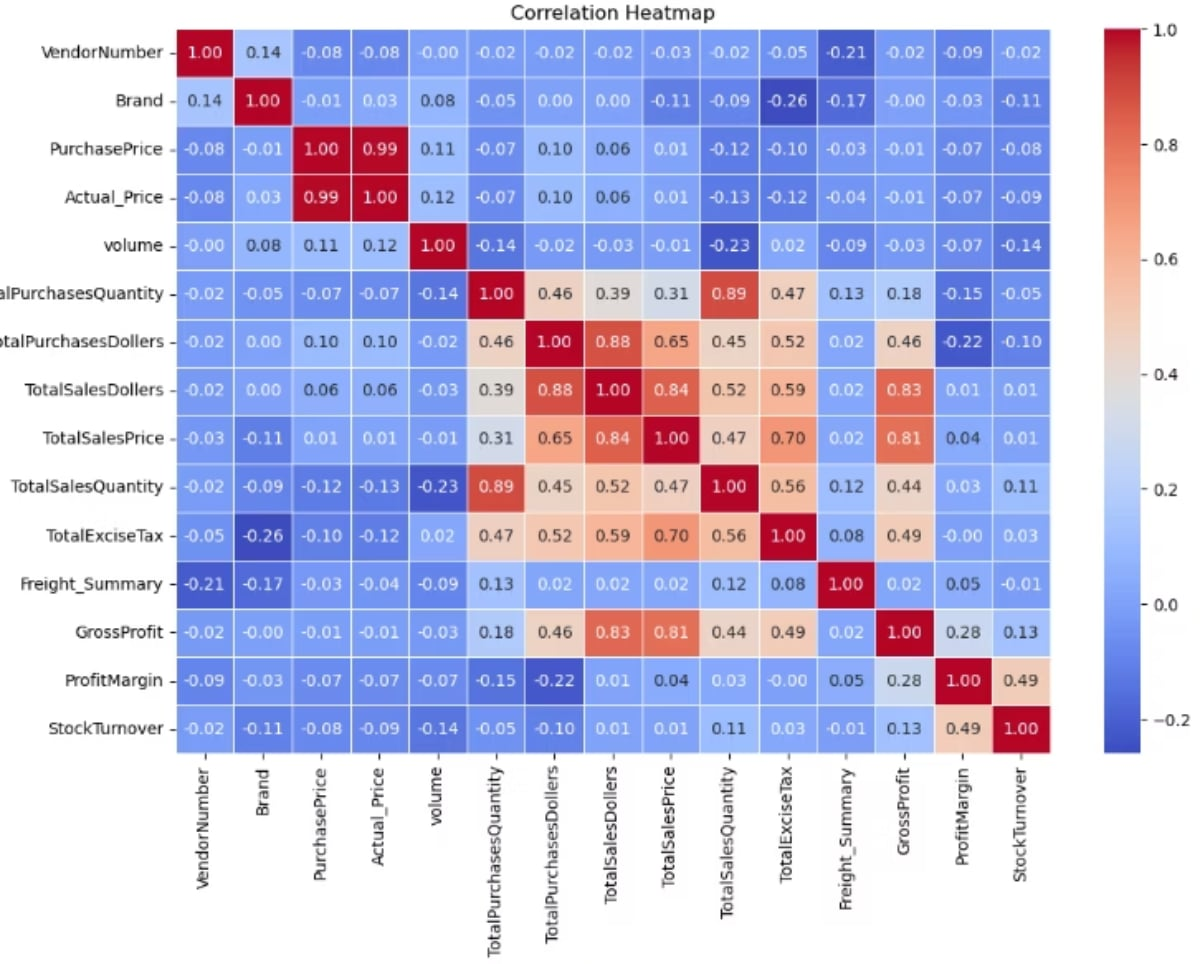 Correlation Heatmap
VendorNumber 1.00 0.14 -0.08 -0.08 -0.00 -0.02 -0.02 -0.02 -0.03 -0.02 -0.05 -0.21 -0.02 -0.09 -0.02
Brand 0.14 1.00 -0.01 0.03 0.08 -0.05 0.00 0.00 -0.11 -0.09 -0.26 -0.17 -0.00 -0.03 -0.11
PurchasePrice -0.08 -0.01 1.00 0.99 0.11 -0.07 0.10 0.06 0.01 -0.12 -0.10 -0.03 -0.01 -0.07 -0.08
Actual_Price -0.08 0.03 0.99 1.00 0.12 -0.07 0.10 0.06 0.01 -0.13 -0.12 -0.04 -0.01 -0.07 -0.09
volume -0.00 0.08 0.11 0.12 1.00 -0.14 -0.02 -0.03 -0.01 -0.23 0.02 -0.09 -0.03 -0.07 -0.14
alPurchasesQuantity -0.02 -0.05 -0.07 -0.07 -0.14 1.00 0.46 0.39 0.31 0.89 0.47 0.13 0.18 -0.15 -0.05
otalPurchasesDollers -0.02 0.00 0.10 0.10 -0.02 0.46 1.00 0.88 0.65 0.45 0.52 0.02 0.46 -0.22 -0.10
TotalSalesDollers -0.02 0.00 0.06 0.06 -0.03 0.39 0.88 1.00 0.84 0.52 0.59 0.02 0.83 0.01 0.01
TotalSalesPrice -0.03 -0.11 0.01 0.01 -0.01 0.31 0.65 0.84 1.00 0.47 0.70 0.02 0.81 0.04 0.01
TotalSalesQuantity -0.02 -0.09 -0.12 -0.13 -0.23 0.89 0.45 0.52 0.47 1.00 0.56 0.12 0.44 0.03 0.11
TotalExciseTax -0.05 -0.26 -0.10 -0.12 0.02 0.47 0.52 0.59 0.70 0.56 1.00 0.08 0.49 -0.00 0.03
Freight_Summary -0.21 -0.17 -0.03 -0.04 -0.09 0.13 0.02 0.02 0.02 0.12 0.08 1.00 0.02 0.05 -0.01
GrossProfit -0.02 -0.00 -0.01 -0.01 -0.03 0.18 0.46 0.83 0.81 0.44 0.49 0.02 1.00 0.28 0.13
ProfitMargin -0.09 -0.03 -0.07 -0.07 -0.07 -0.15 -0.22 0.01 0.04 0.03 -0.00 0.05 0.28 1.00 0.49
StockTurnover -0.02 -0.11 -0.08 -0.09 -0.14 -0.05 -0.10 0.01 0.01 0.11 0.03 -0.01 0.13 0.49 1.00
VendorNumber
Brand
PurchasePrice
Actual_Price
volume
TotalPurchasesQuantity
TotalPurchasesDollers
TotalSalesDollers
TotalSalesPrice
TotalSalesQuantity
TotalExciseTax
Freight_Summary
GrossProfit
ProfitMargin
StockTurnover
1.0
0.8
0.6
0.4
0.2
0.0
−0.2